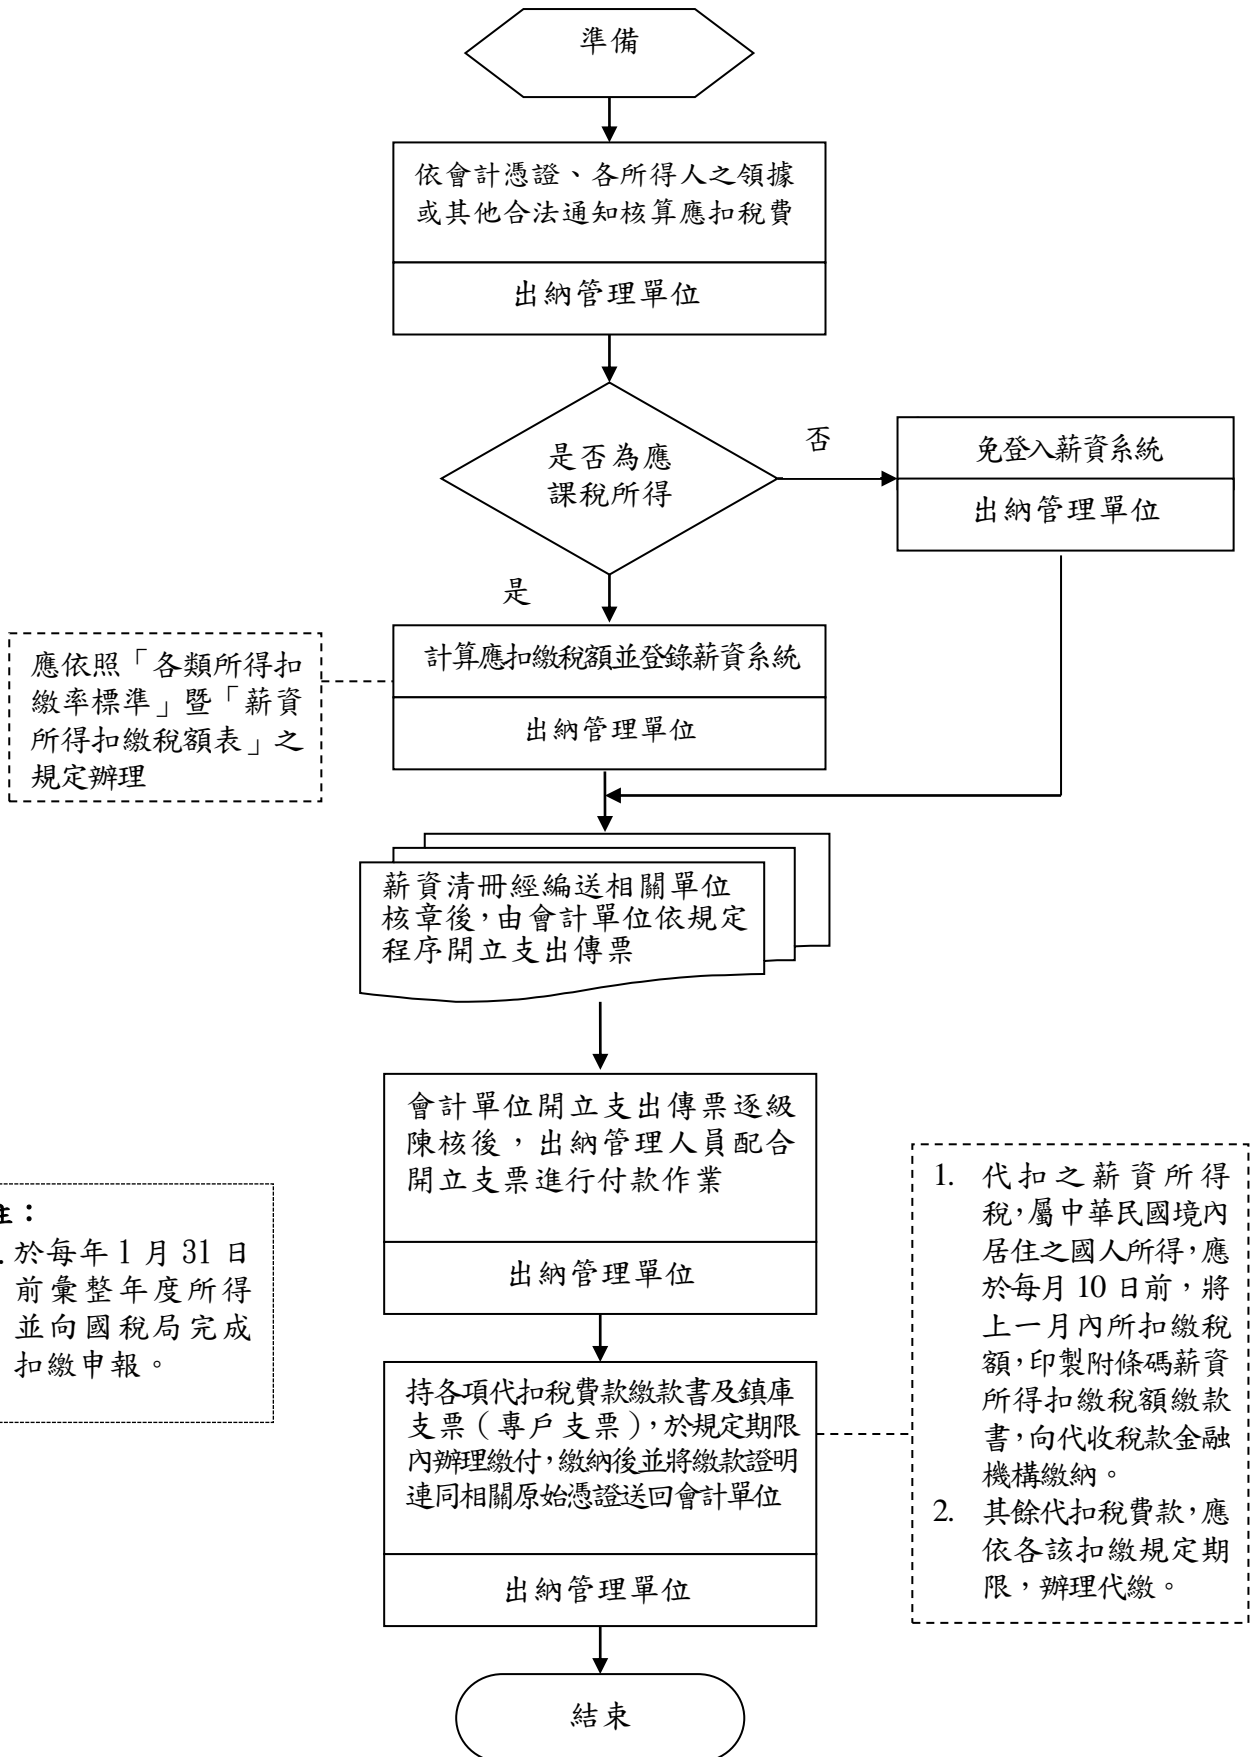 準備
依會計憑證、各所得人之領據
或其他合法通知核算應扣稅費
出納管理單位
是否為應
課稅所得
否
免登入薪資系統
出納管理單位
是
應依照「各類所得扣
繳率標準」暨「薪資
所得扣繳稅額表」之
規定辦理
計算應扣繳稅額並登錄薪資系統
出納管理單位
薪資清冊經編送相關單位
核章後，由會計單位依規定
程序開立支出傳票
會計單位開立支出傳票逐級
陳核後，出納管理人員配合
開立支票進行付款作業
出納管理單位
：
於每年 1 月 31 日
前彙整年度所得
並向國稅局完成
扣繳申報。
持各項代扣稅費款繳款書及鎮庫
支票（專戶支票），於規定期限
內辦理繳付，繳納後並將繳款證明
連同相關原始憑證送回會計單位
出納管理單位
1. 代扣之薪資所得
稅，屬中華民國境內
居住之國人所得，應
於每月 10 日前，將
上一月內所扣繳稅
額，印製附條碼薪資
所得扣繳稅額繳款
書，向代收稅款金融
機構繳納。
2. 其餘代扣稅費款，應
依各該扣繳規定期
限，辦理代繳。
結束